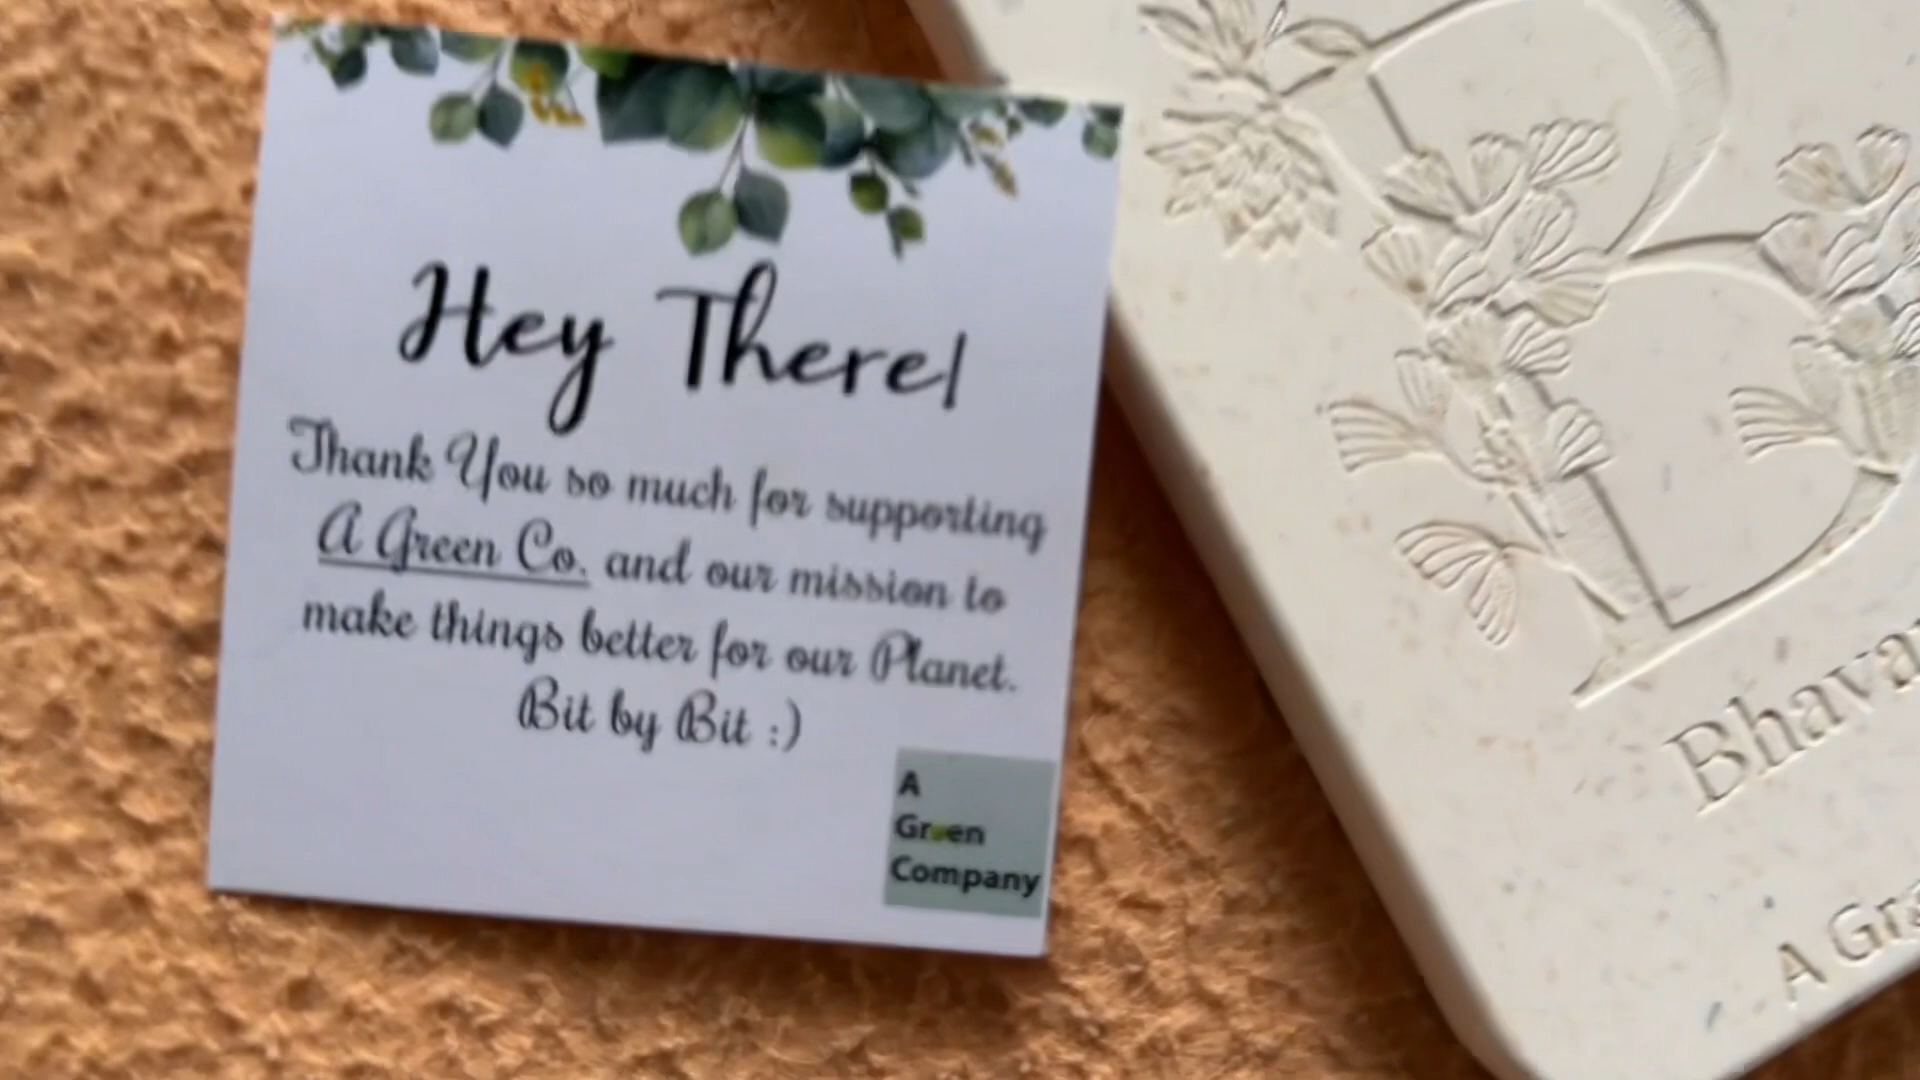 Hey There!
Thank You so much for supporting
A Green Co. and our mission to
make things better for our Planet.
Bit by Bit :)
A
Green
Company
B